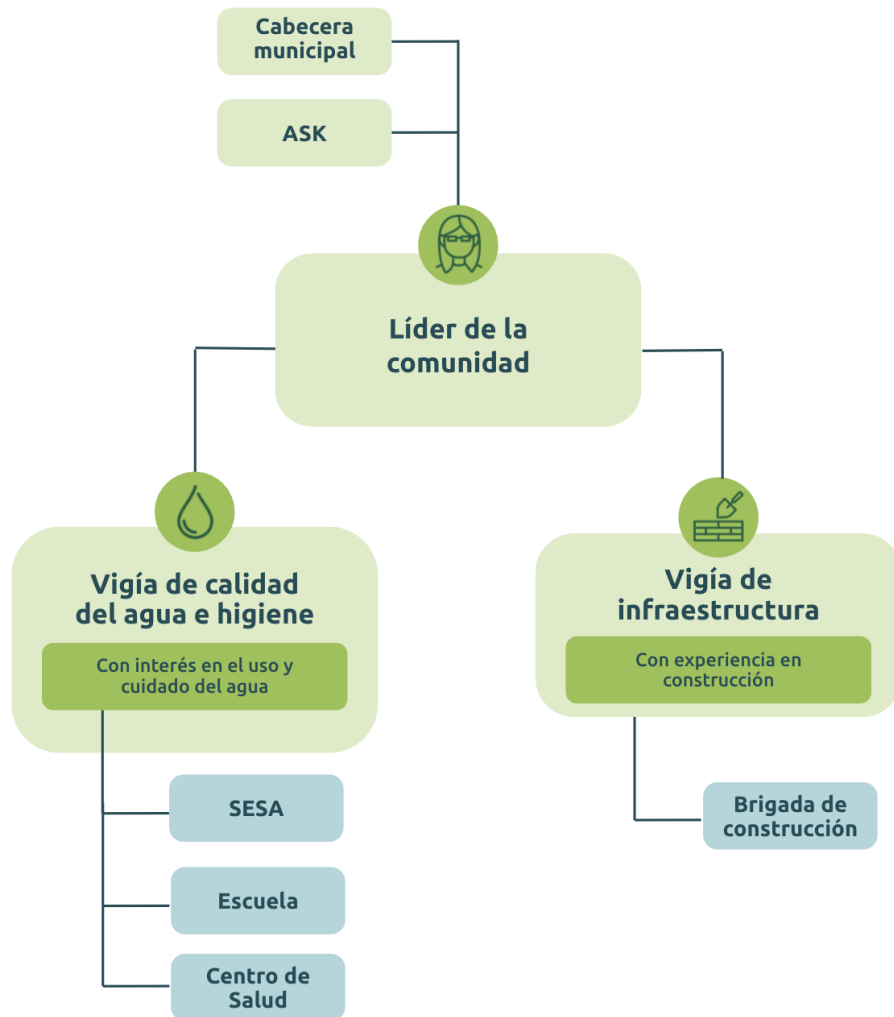 Cabecera
municipal
ASK
Líder de la
comunidad
Vigía de calidad
del agua e higiene
Con interés en el uso y
cuidado del agua
SESA
Escuela
Centro de
Salud
Vigía de
infraestructura
Con experiencia en
construcción
Brigada de
construcción